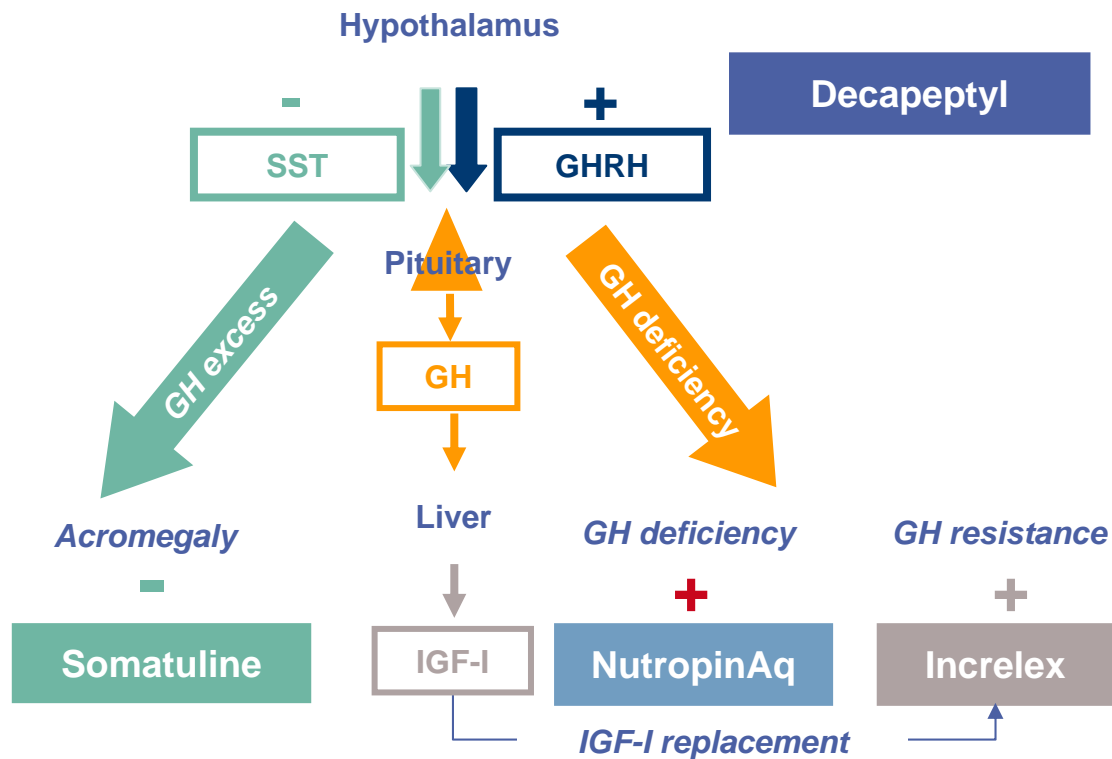 Hypothalamus
Decapeptyl
-
+
SST
GHRH
Pituitary
GH excess
GH deficiency
GH
Liver
Acromegaly
GH deficiency
GH resistance
-
+
+
Somatuline
IGF-I
NutropinAq
Increlex
IGF-I replacement